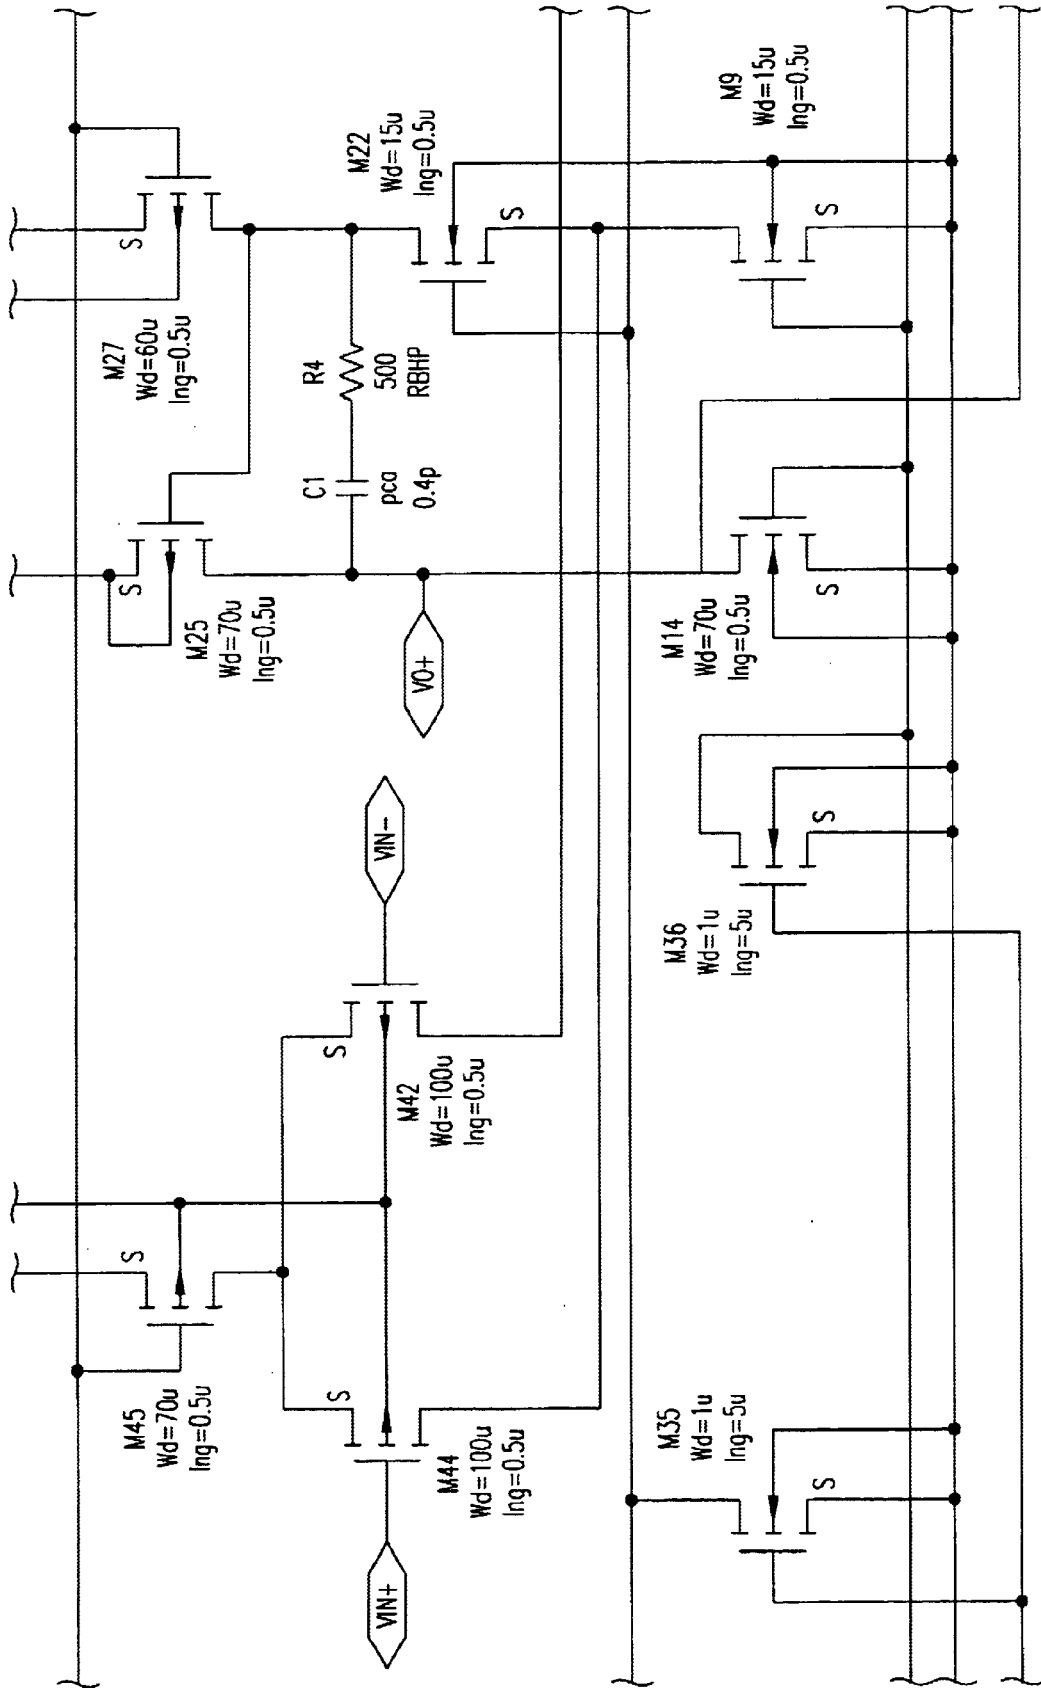 M45
Wd=70u
lng=0.5u
S
VIN+
M44
Wd=100u
lng=0.5u
S
M42
Wd=100u
lng=0.5u
S
VIN-
M25
Wd=70u
lng=0.5u
S
VO+
C1
pca
0.4p
R4
500
RBHP
M27
Wd=60u
lng=0.5u
S
M22
Wd=15u
lng=0.5u
S
M35
Wd=1u
lng=5u
S
M36
Wd=1u
lng=5u
S
M14
Wd=70u
lng=0.5u
S
M9
Wd=15u
lng=0.5u
S